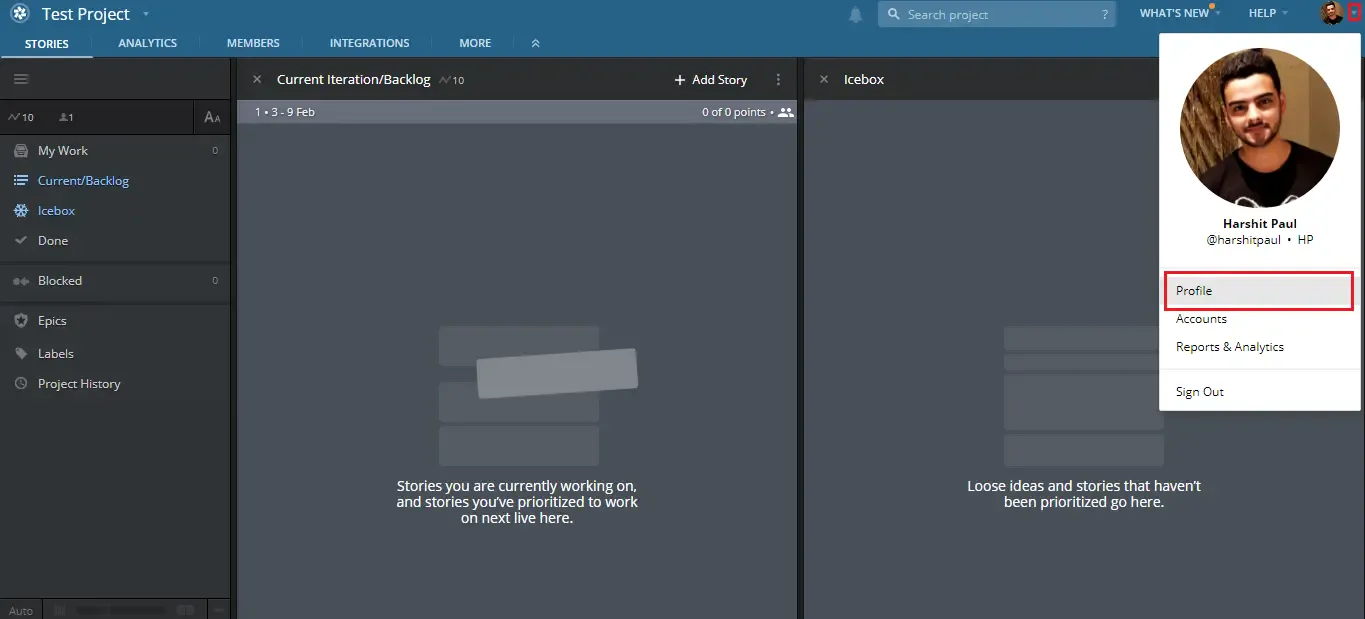 Test Project
Search project ?
WHAT'S NEW
HELP
STORIES
ANALYTICS
MEMBERS
INTEGRATIONS
MORE
10
1
AA
My Work 0
Current/Backlog
Icebox
Done
Blocked 0
Epics
Labels
Project History
Auto
Current Iteration/Backlog 10
+ Add Story
1 • 3 - 9 Feb
0 of 0 points •
Stories you are currently working on,
and stories you’ve prioritized to work
on next live here.
Icebox
Loose ideas and stories that haven’t
been prioritized go here.
Harshit Paul
@harshitpaul • HP
Profile
Accounts
Reports & Analytics
Sign Out